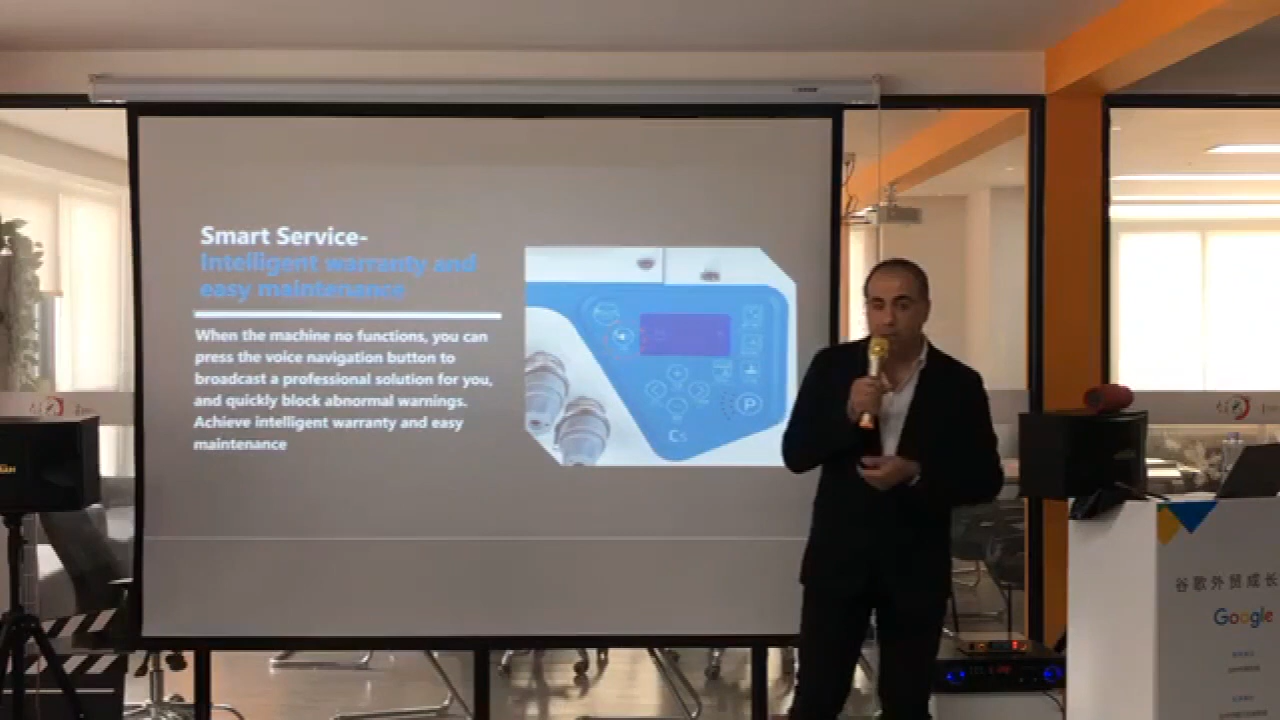 Smart Service-
Intelligent warranty and
easy maintenance
When the machine no functions, you can
press the voice navigation button to
broadcast a professional solution for you,
and quickly block abnormal warnings.
Achieve intelligent warranty and easy
maintenance
P
谷歌外贸成长
Google